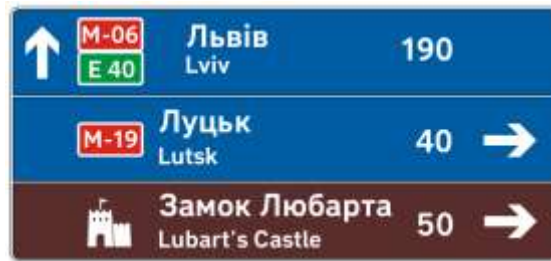 М-06 Львів 190
E 40 Lviv
М-19 Луцьк 40
Lutsk
Замок Любарта 50
Lubart's Castle